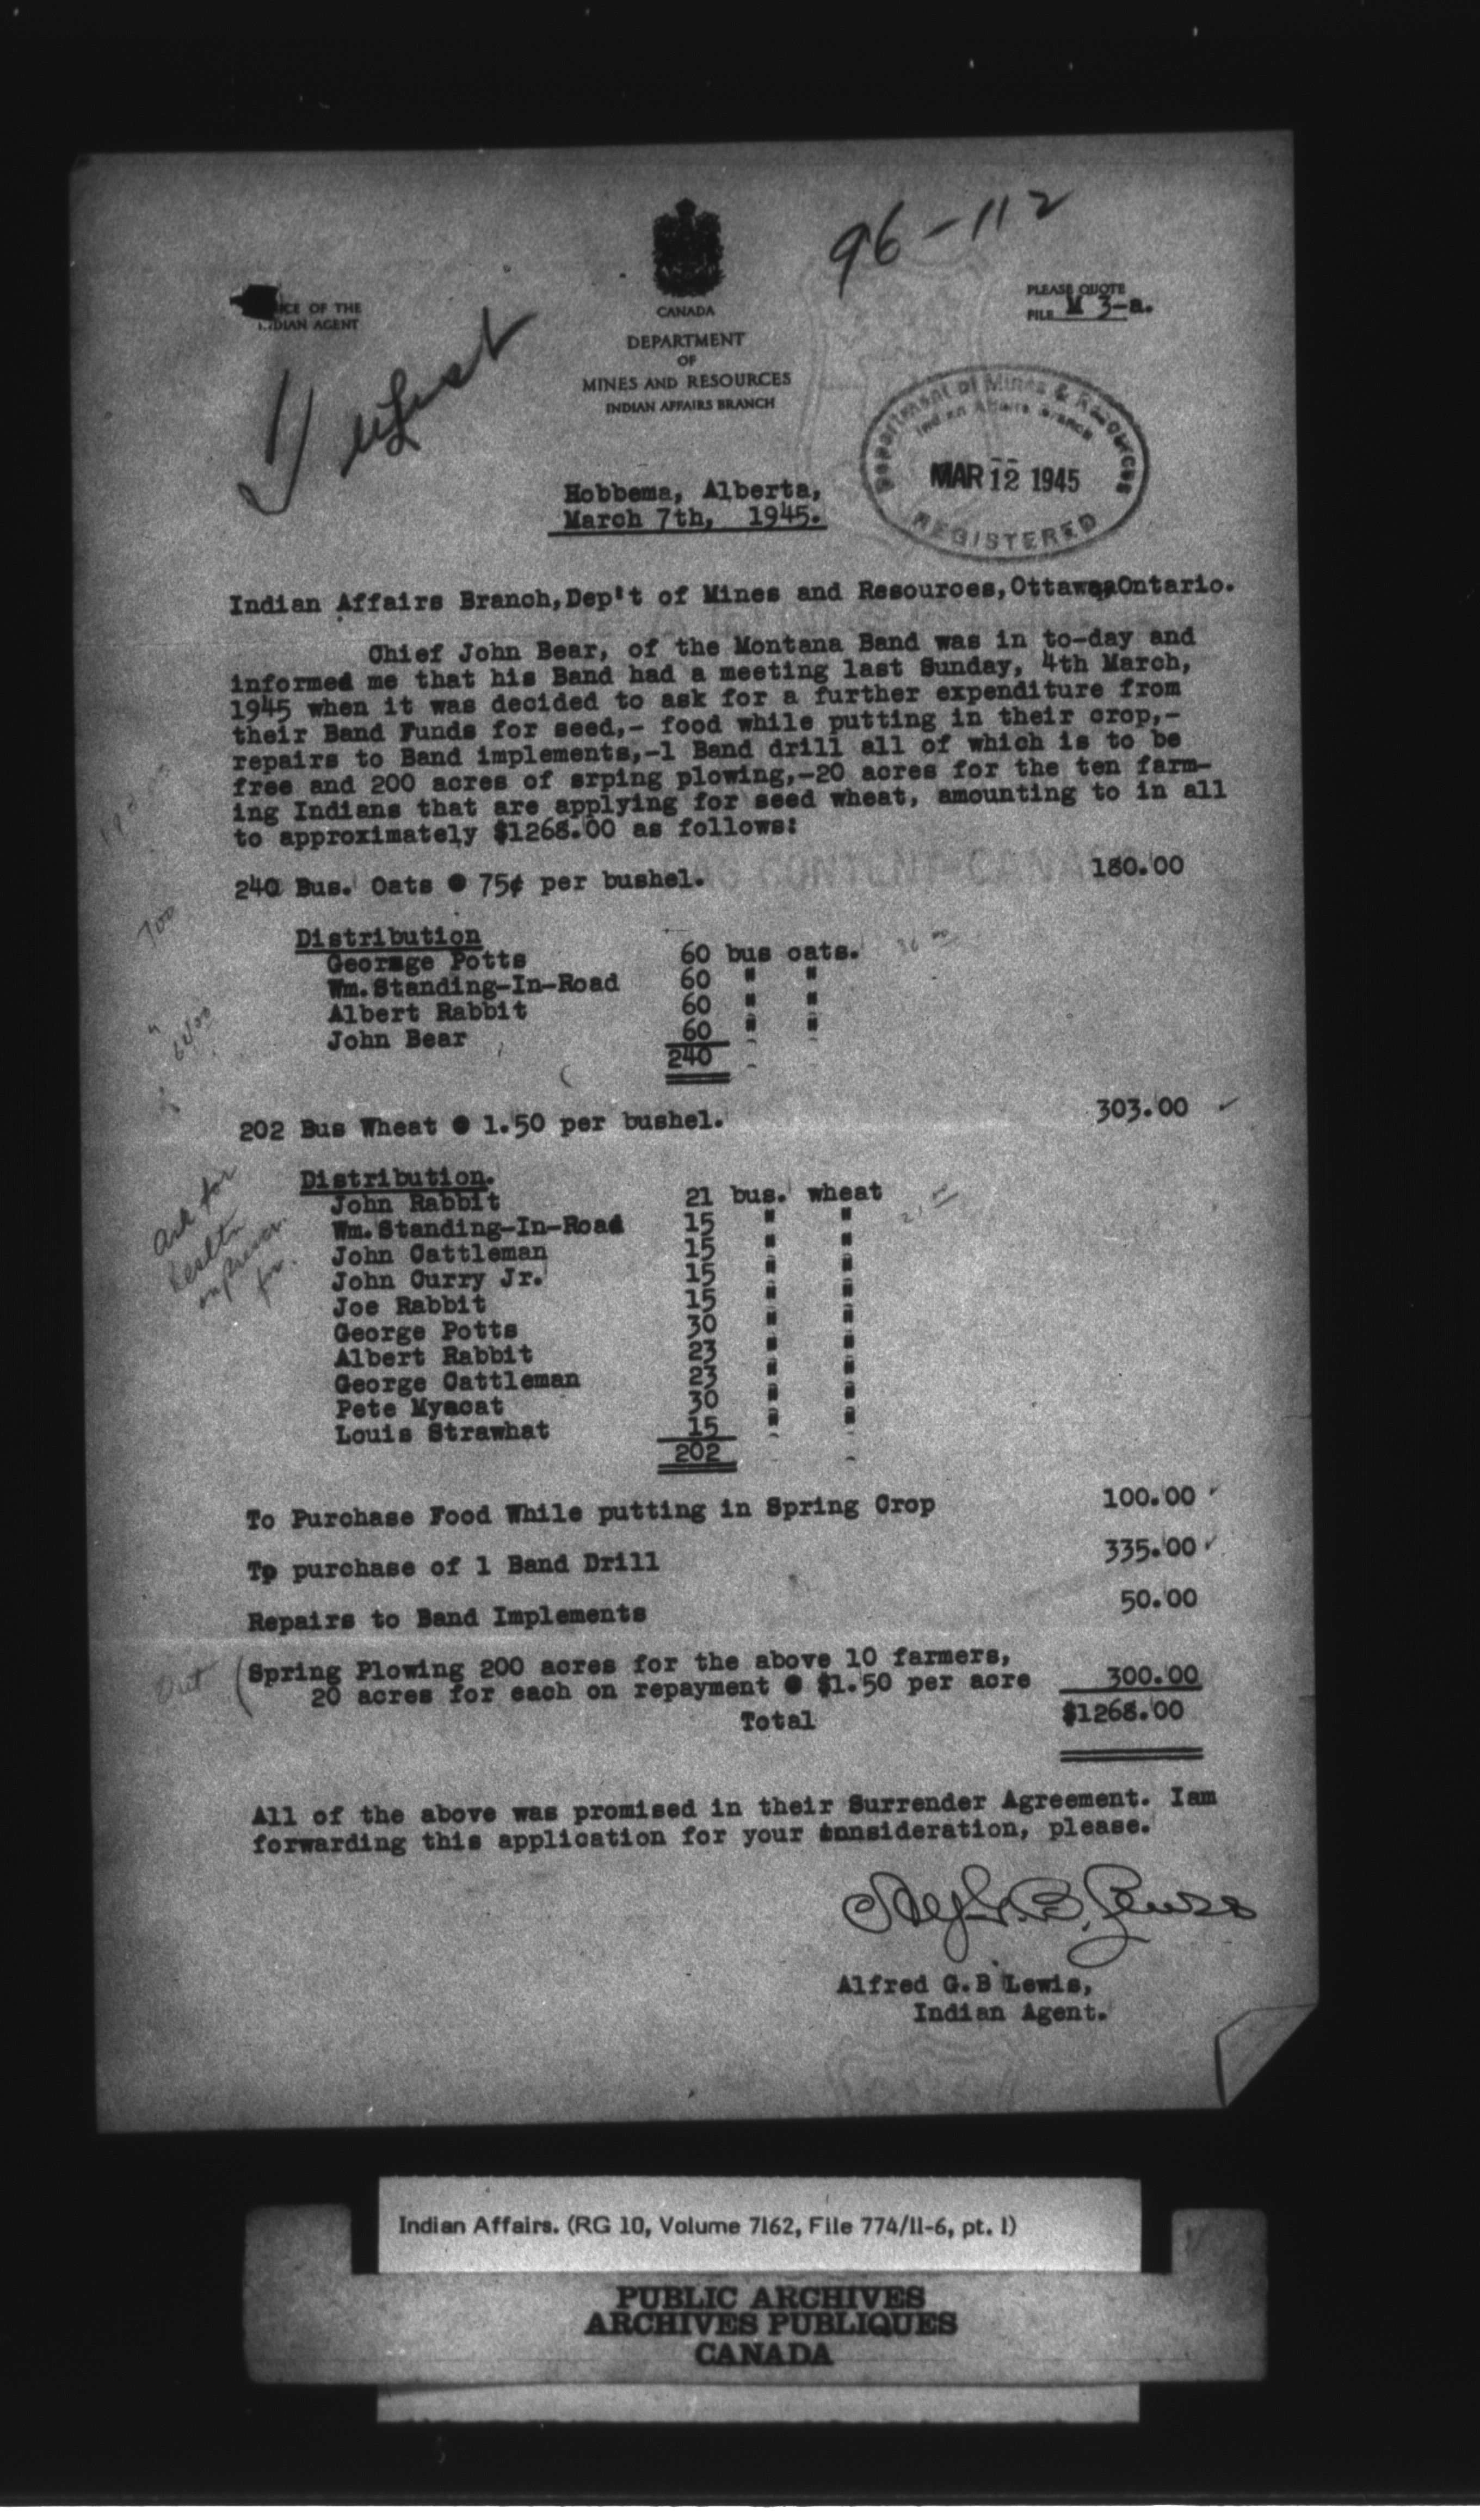 96-112
OFFICE OF THE
INDIAN AGENT
CANADA
DEPARTMENT
OF
MINES AND RESOURCES
INDIAN AFFAIRS BRANCH
PLEASE QUOTE
FILE M 3-a.
Department of Mines & Resources
Indian Affairs Branch
MAR 12 1945
REGISTERED
Hobbema, Alberta,
March 7th, 1945.
Indian Affairs Branch,Dep't of Mines and Resources,Ottawa Ontario.
Chief John Bear, of the Montana Band was in to-day and
informed me that his Band had a meeting last Sunday, 4th March,
1945 when it was decided to ask for a further expenditure from
their Band Funds for seed,- food while putting in their crop,-
repairs to Band implements,-1 Band drill all of which is to be
free and 200 acres of srping plowing,-20 acres for the ten farm-
ing Indians that are applying for seed wheat, amounting to in all
to approximately $1268.00 as follows:
240 Bus. Oats @ 75¢ per bushel. 180.00
Distribution
George Potts 60 bus oats.
Wm.Standing-In-Road 60 " "
Albert Rabbit 60 " "
John Bear 60 " "
240
202 Bus Wheat @ 1.50 per bushel. 303.00
Distribution.
John Rabbit 21 bus. wheat
Wm.Standing-In-Road 15 " "
John Cattleman 15 " "
John Curry Jr. 15 " "
Joe Rabbit 15 " "
George Potts 30 " "
Albert Rabbit 23 " "
George Cattleman 23 " "
Pete Myacat 30 " "
Louis Strawhat 15 " "
202
Ask for
To Purchase Food While putting in Spring Crop 100.00
Tp purchase of 1 Band Drill 335.00
Repairs to Band Implements 50.00
Out (Spring Plowing 200 acres for the above 10 farmers,
20 acres for each on repayment @ $1.50 per acre 300.00
Total $1268.00
All of the above was promised in their Surrender Agreement. Iam
forwarding this application for your consideration, please.
Alf. G. B. Lewis
Alfred G.B Lewis,
Indian Agent.
Indian Affairs. (RG 10, Volume 7162, File 774/11-6, pt. 1)
PUBLIC ARCHIVES
ARCHIVES PUBLIQUES
CANADA